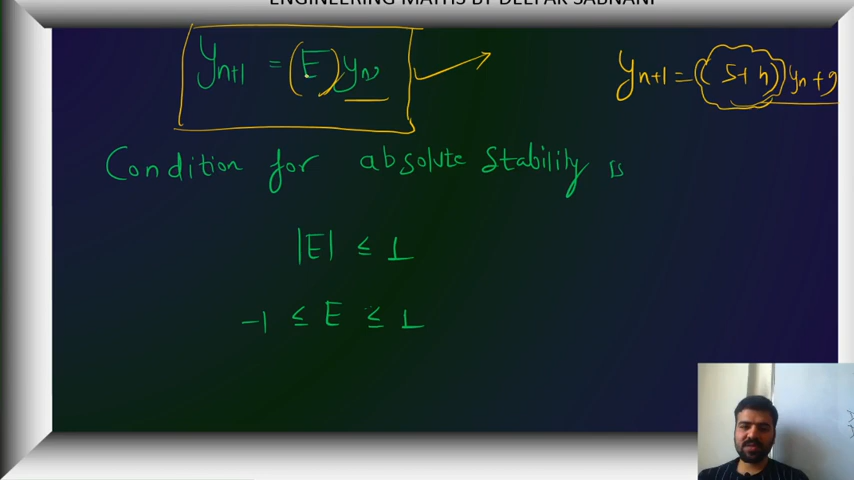 ENGINEERING MATHS BY DEEPAK SABNANI
yn+1 = (E) yn
yn+1 = (5+h) yn + g
Condition for absolute stability is
|E| ≤ 1
-1 ≤ E ≤ 1